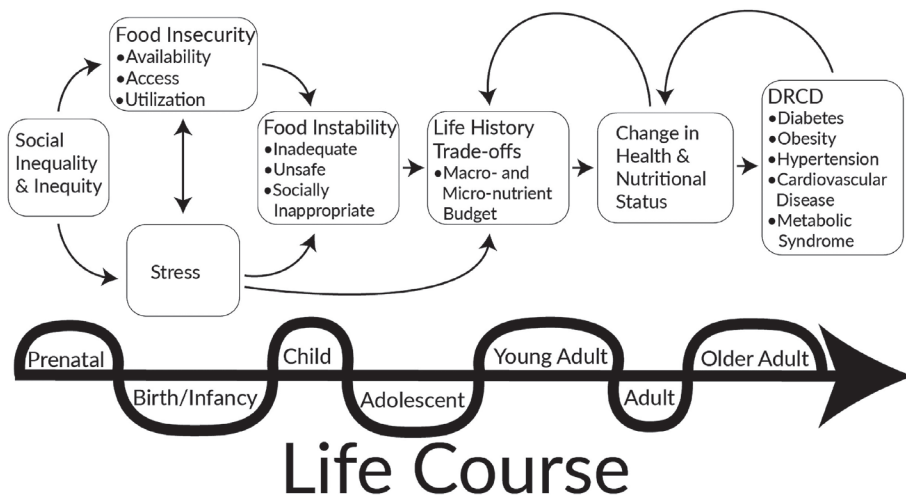 Food Insecurity
•Availability
•Access
•Utilization
Social
Inequality
& Inequity
Stress
Food Instability
•Inadequate
•Unsafe
•Socially
Inappropriate
Life History
Trade-offs
•Macro- and
Micro-nutrient
Budget
Change in
Health &
Nutritional
Status
DRCD
•Diabetes
•Obesity
•Hypertension
•Cardiovascular
Disease
•Metabolic
Syndrome
Prenatal
Birth/Infancy
Child
Adolescent
Young Adult
Adult
Older Adult
Life Course